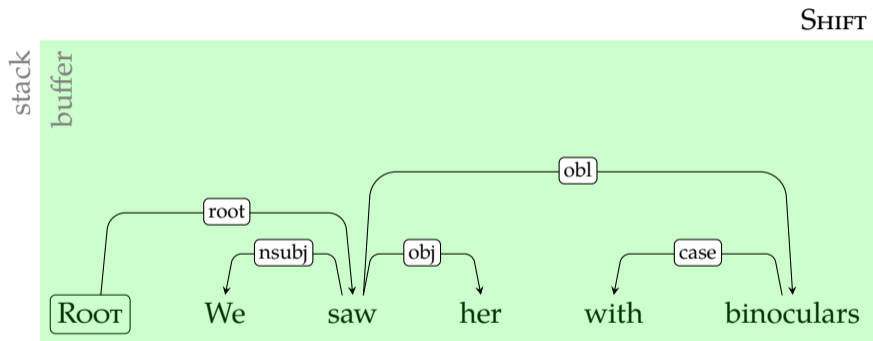 SHIFT
stack
buffer
obl
root
nsubj obj case
ROOT We saw her with binoculars